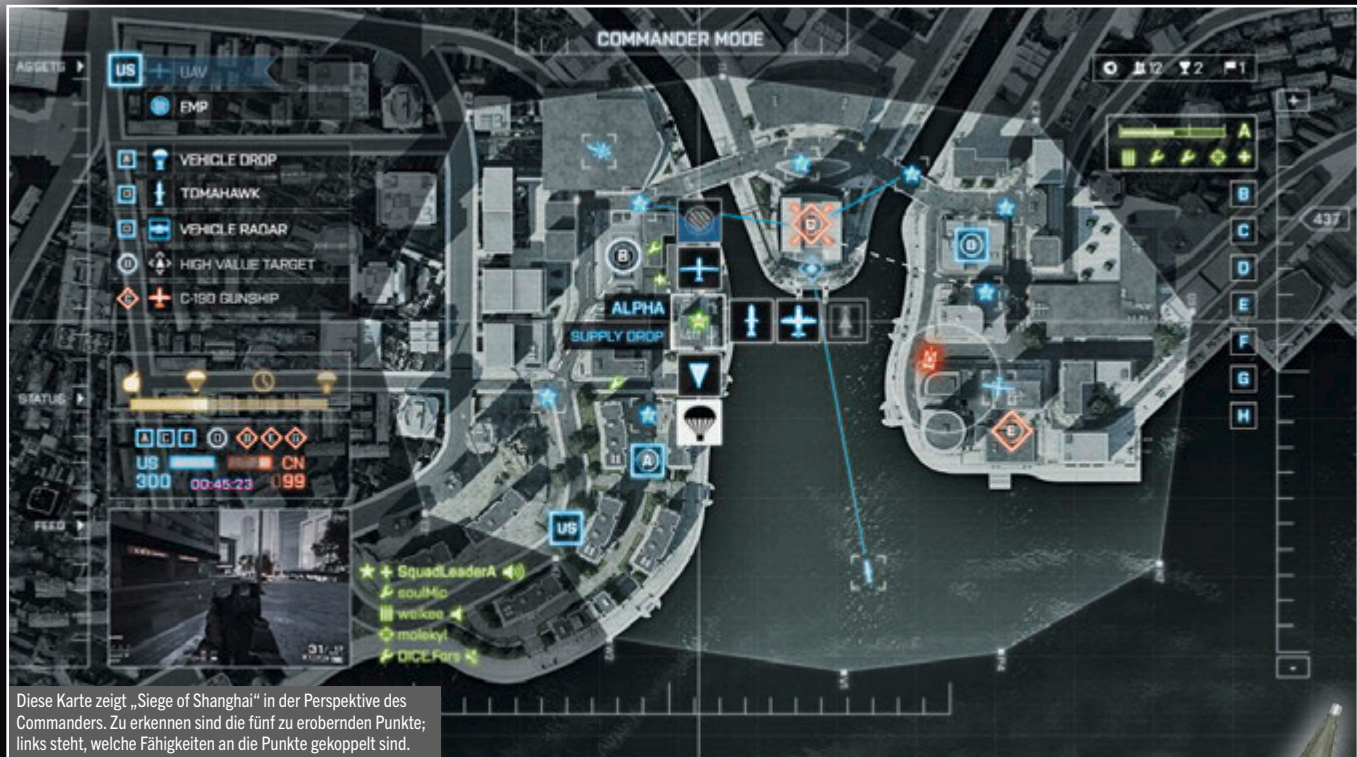 COMMANDER MODE
ASSETS
US
UAV
EMP
12 2 1
A
VEHICLE DROP
TOMAHAWK
VEHICLE RADAR
HIGH VALUE TARGET
C-130 GUNSHIP
B
C
D
E
F
G
H
437
B
ALPHA
SUPPLY DROP
STATUS
A C F
US CN
300 00:45:23 099
A
US
FEED
SquadLeaderA
soulMio
weikee
molekyl
DICE.Fors
31
Diese Karte zeigt „Siege of Shanghai“ in der Perspektive des
Commanders. Zu erkennen sind die fünf zu erobernden Punkte;
links steht, welche Fähigkeiten an die Punkte gekoppelt sind.